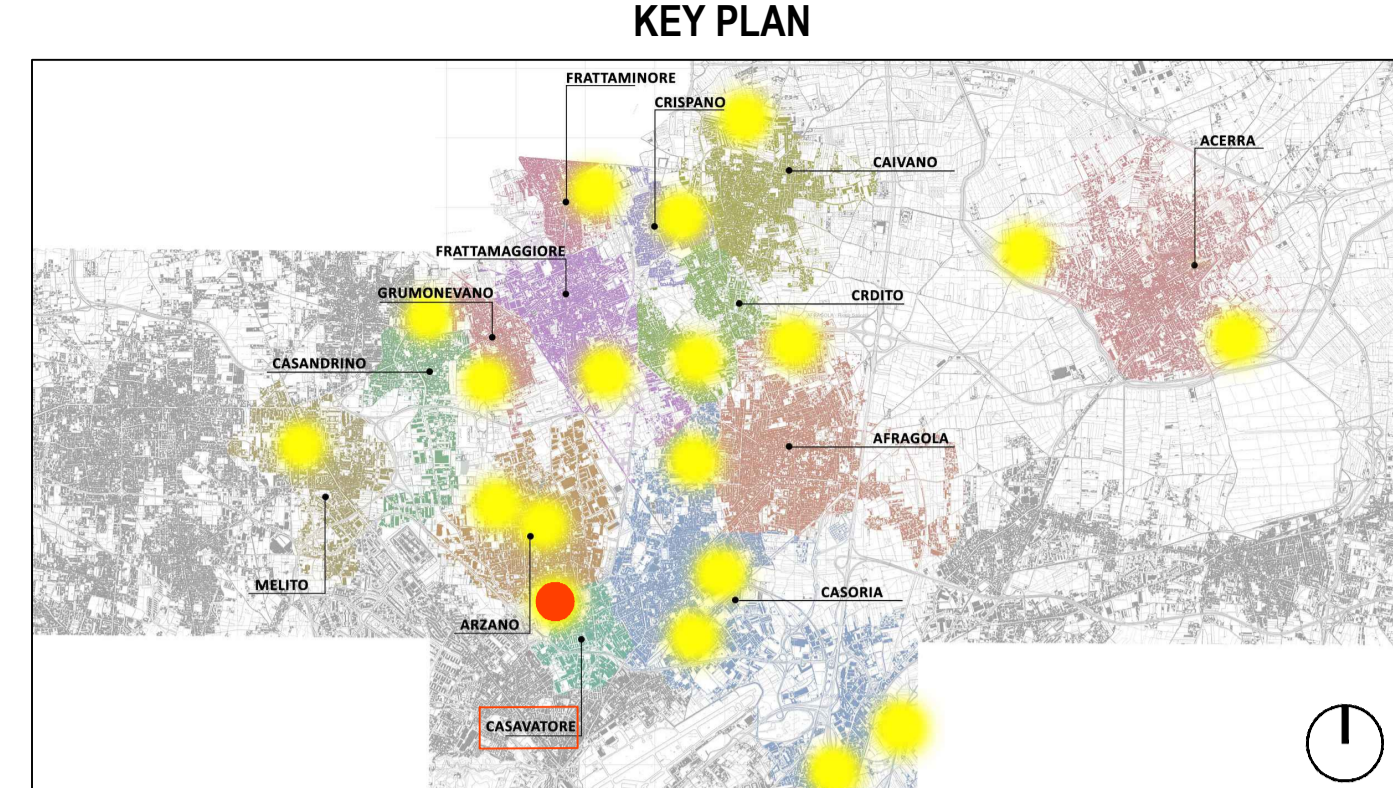 KEY PLAN
FRATTAMINORE
CRISPANO
ACERRA
CAIVANO
FRATTAMAGGIORE
GRUMONEVANO
CRDITO
CASANDRINO
AFRAGOLA
MELITO
CASORIA
ARZANO
CASAVATORE